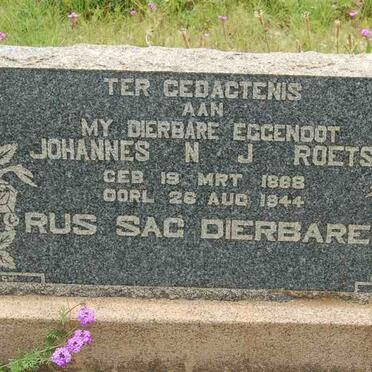 TER GEDAGTENIS
AAN
MY DIERBARE EGGENOOT
JOHANNES N J ROETS
GEB 19 MRT 1888
OORL 26 AUG 1944
RUS SAG DIERBARE